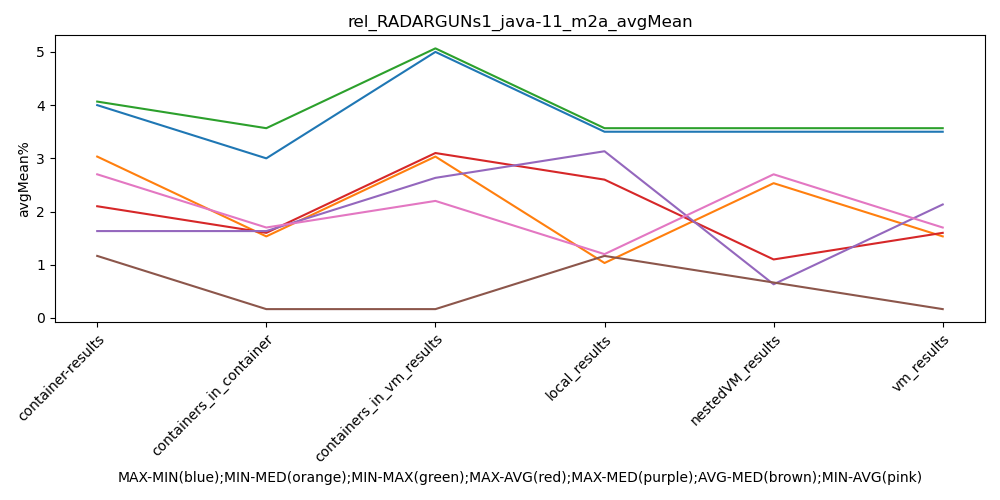 rel_RADARGUNs1_java-11_m2a_avgMean
avgMean%
5
4
3
2
1
0
container-results
containers_in_container
containers_in_vm_results
local_results
nestedVM_results
vm_results
MAX-MIN(blue);MIN-MED(orange);MIN-MAX(green);MAX-AVG(red);MAX-MED(purple);AVG-MED(brown);MIN-AVG(pink)